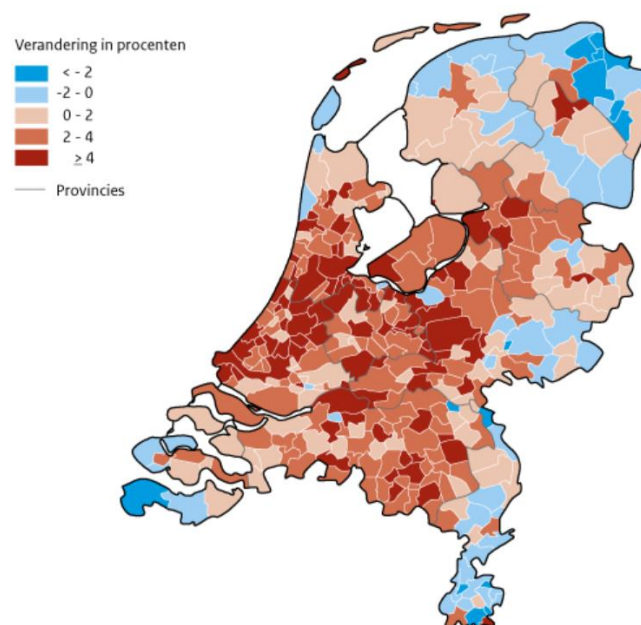 Verandering in procenten
< - 2
-2 - 0
0 - 2
2 - 4
≥ 4
Provincies